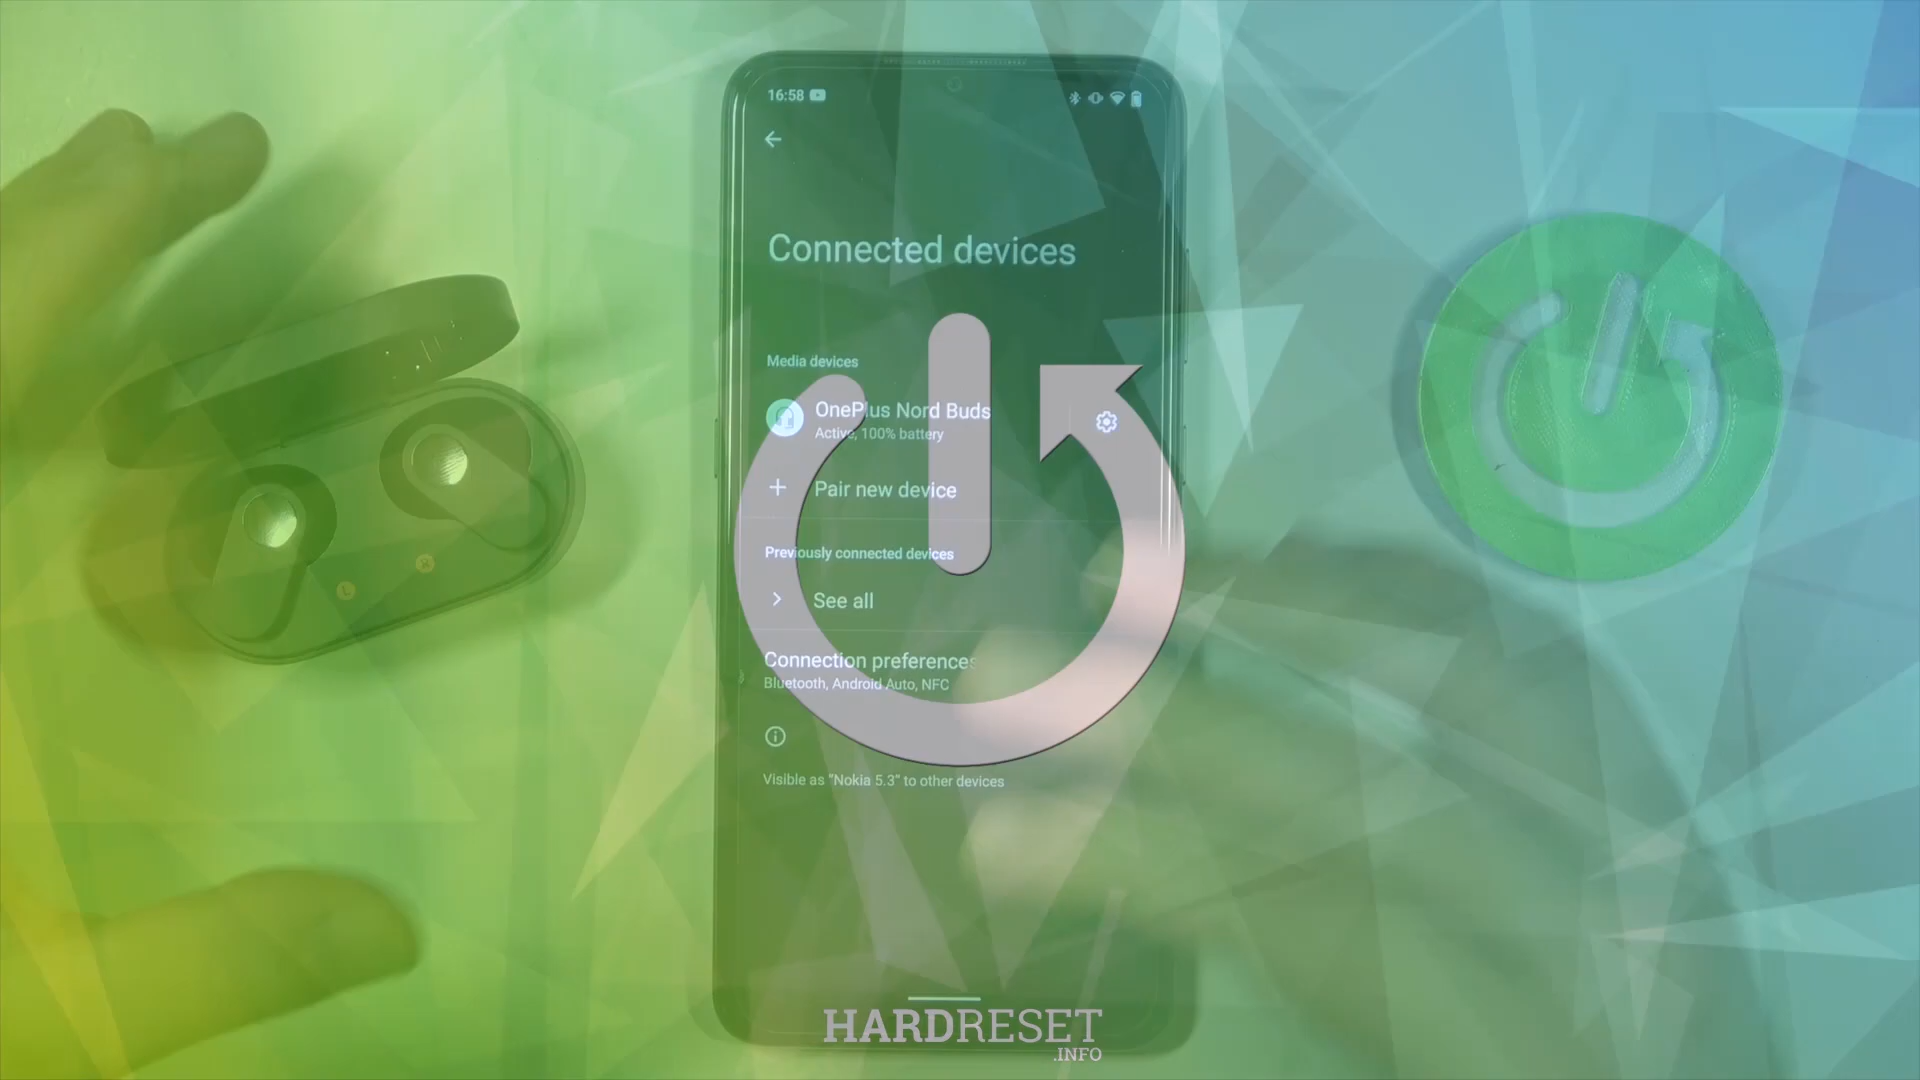 16:58
Connected devices
Media devices
OnePlus Nord Buds
Active, 100% battery
Pair new device
Previously connected devices
See all
Connection preferences
Bluetooth, Android Auto, NFC
Visible as “Nokia 5.3” to other devices
L
R
HARDRESET
.INFO